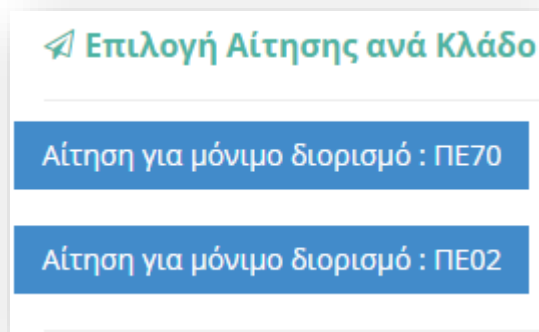 Επιλογή Αίτησης ανά Κλάδο
Αίτηση για μόνιμο διορισμό : ΠΕ70
Αίτηση για μόνιμο διορισμό : ΠΕ02